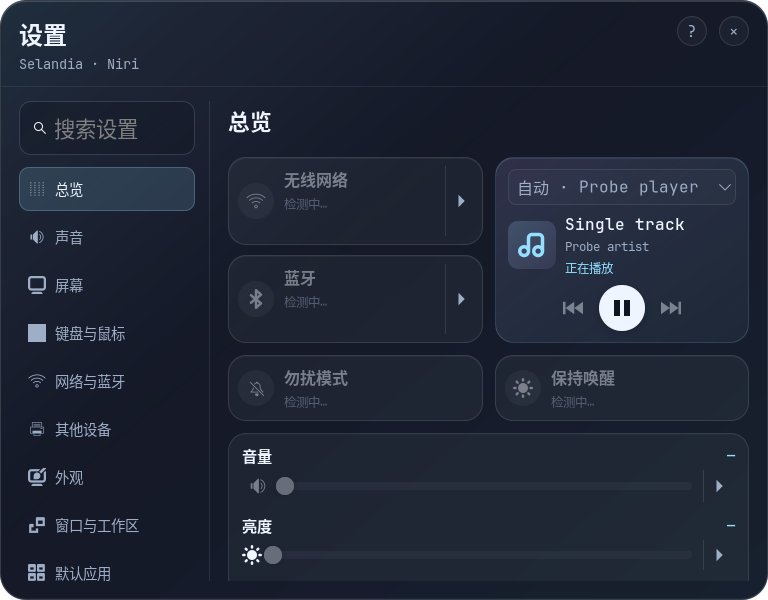 设置
Selandia · Niri
?
×
搜索设置
总览
声音
屏幕
键盘与鼠标
网络与蓝牙
其他设备
外观
窗口与工作区
默认应用
总览
无线网络
检测中…
自动 · Probe player
Single track
Probe artist
正在播放
蓝牙
检测中…
勿扰模式
检测中…
保持唤醒
检测中…
音量
—
亮度
—